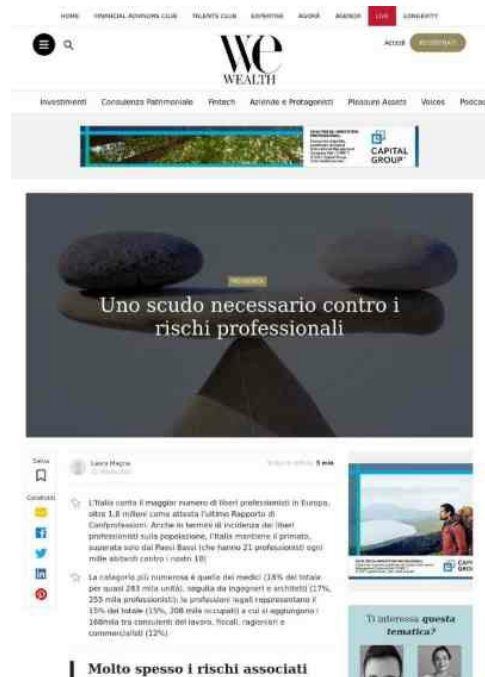 HOME FINANCIAL ADVISORS CLUB TALENTS CLUB EXPERTISE AGORÀ AGENDA LIVE LONGEVITY
We
WEALTH
Accedi REGISTRATI
Investimenti Consulenza Patrimoniale Fintech Aziende e Protagonisti Pleasure Assets Voices Podcas
CAPITAL
GROUP
PREVIDENZA
Uno scudo necessario contro i
rischi professionali
Salva
Laura Magna
5 min
Condividi
L'Italia conta il maggior numero di liberi professionisti in Europa,
oltre 1,8 milioni come attesta l'ultimo Rapporto di
Confprofessioni. Anche in termini di incidenza dei liberi
professionisti sulla popolazione, l'Italia mantiene il primato,
superata solo dai Paesi Bassi (che hanno 21 professionisti ogni
mille abitanti contro i nostri 18)
La categoria più numerosa è quella dei medici (18% del totale
per quasi 283 mila unità), seguita da ingegneri e architetti (17%,
255 mila professionisti); le professioni legali rappresentano il
15% del totale (15%, 208 mila occupati) a cui si aggiungono i
168mila tra consulenti del lavoro, fiscali, ragionieri e
commercialisti (12%)
Ti interessa questa
tematica?
Molto spesso i rischi associati